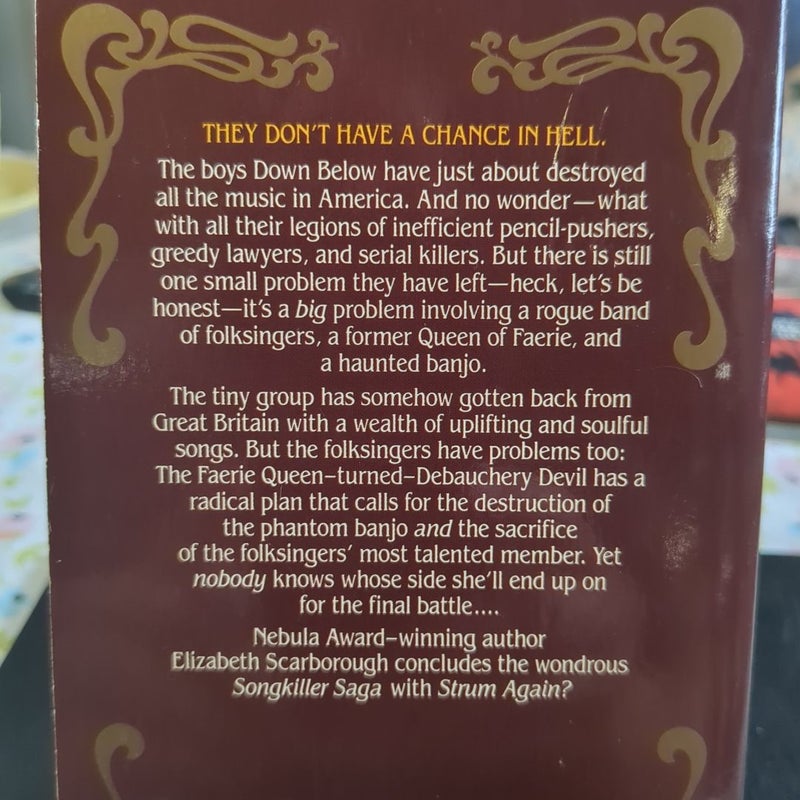 THEY DON'T HAVE A CHANCE IN HELL.
The boys Down Below have just about destroyed
all the music in America. And no wonder—what
with all their legions of inefficient pencil-pushers,
greedy lawyers, and serial killers. But there is still
one small problem they have left—heck, let's be
honest—it's a big problem involving a rogue band
of folksingers, a former Queen of Faerie, and
a haunted banjo.
The tiny group has somehow gotten back from
Great Britain with a wealth of uplifting and soulful
songs. But the folksingers have problems too:
The Faerie Queen–turned–Debauchery Devil has a
radical plan that calls for the destruction of
the phantom banjo and the sacrifice
of the folksingers' most talented member. Yet
nobody knows whose side she'll end up on
for the final battle....
Nebula Award–winning author
Elizabeth Scarborough concludes the wondrous
Songkiller Saga with Strum Again?